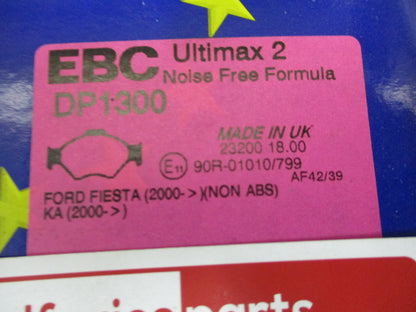 EBC Ultimax 2
Noise Free Formula
DP1300
MADE IN UK
23200 18.00
E11 90R-01010/799
AF42/39
FORD FIESTA (2000->)(NON ABS)
KA (2000->)
parts